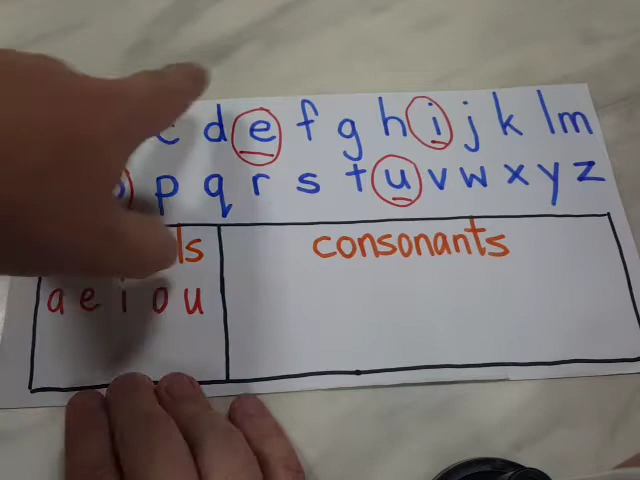 c d e f g h i j k l m
p q r s t u v w x y z
consonants
a e i o u